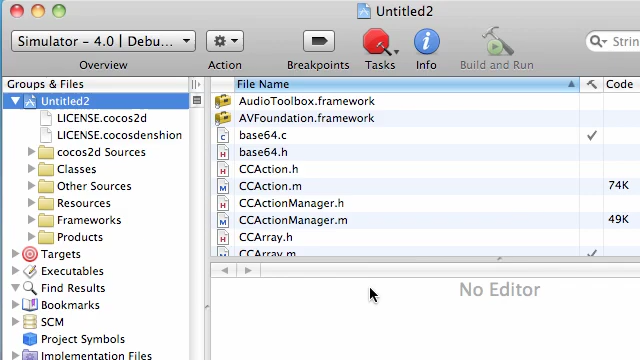 Untitled2
Simulator - 4.0 | Debu...
Overview
Action
Breakpoints
Tasks
Info
Build and Run
Strin
Groups & Files
File Name
Code
Untitled2
LICENSE.cocos2d
LICENSE.cocosdenshion
cocos2d Sources
Classes
Other Sources
Resources
Frameworks
Products
Targets
Executables
Find Results
Bookmarks
SCM
Project Symbols
Implementation Files
AudioToolbox.framework
AVFoundation.framework
base64.c
base64.h
CCAction.h
CCAction.m 74K
CCActionManager.h
CCActionManager.m 49K
CCArray.h
CCArray.m
No Editor